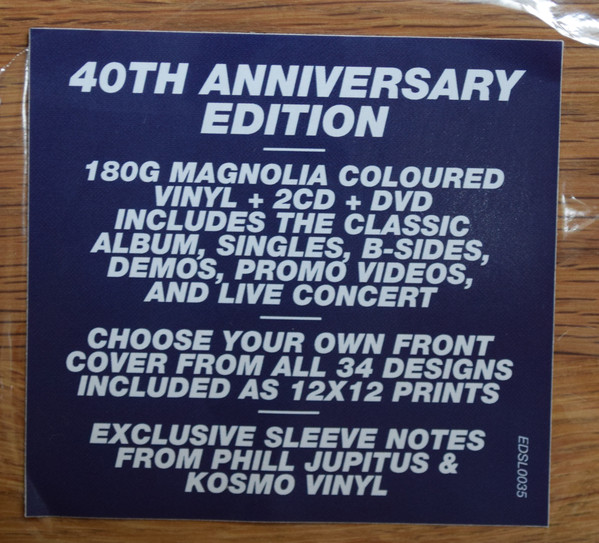 40TH ANNIVERSARY
EDITION
180G MAGNOLIA COLOURED
VINYL + 2CD + DVD
INCLUDES THE CLASSIC
ALBUM, SINGLES, B-SIDES,
DEMOS, PROMO VIDEOS,
AND LIVE CONCERT
CHOOSE YOUR OWN FRONT
COVER FROM ALL 34 DESIGNS
INCLUDED AS 12X12 PRINTS
EXCLUSIVE SLEEVE NOTES
FROM PHILL JUPITUS &
KOSMO VINYL
EDSL0035